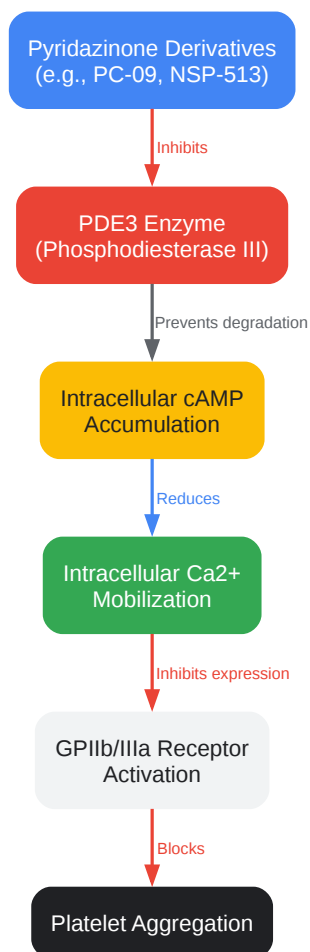 Pyridazinone Derivatives
(e.g., PC-09, NSP-513)
Inhibits
PDE3 Enzyme
(Phosphodiesterase III)
Prevents degradation
Intracellular cAMP
Accumulation
Reduces
Intracellular Ca2+
Mobilization
Inhibits expression
GPIIb/IIIa Receptor
Activation
Blocks
Platelet Aggregation